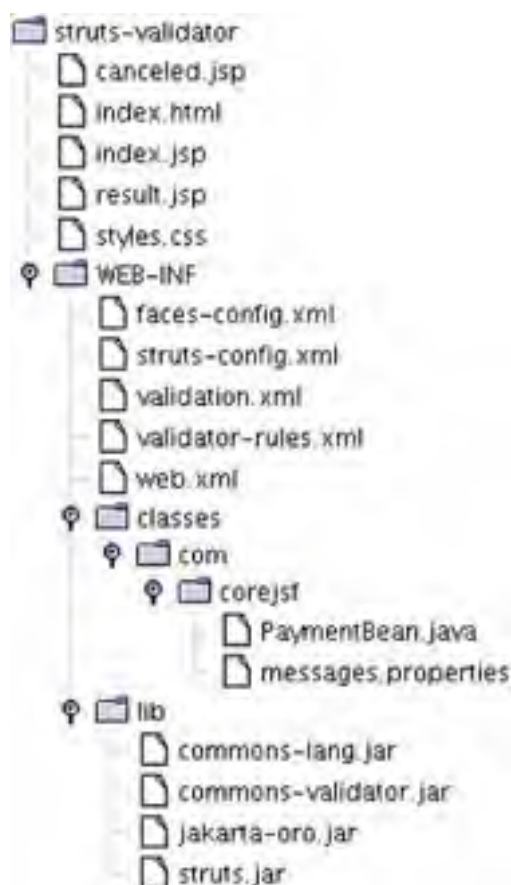 struts-validator
canceled.jsp
index.html
index.jsp
result.jsp
styles.css
WEB-INF
faces-config.xml
struts-config.xml
validation.xml
validator-rules.xml
web.xml
classes
com
corejsf
PaymentBean.java
messages.properties
lib
commons-lang.jar
commons-validator.jar
jakarta-oro.jar
struts.jar